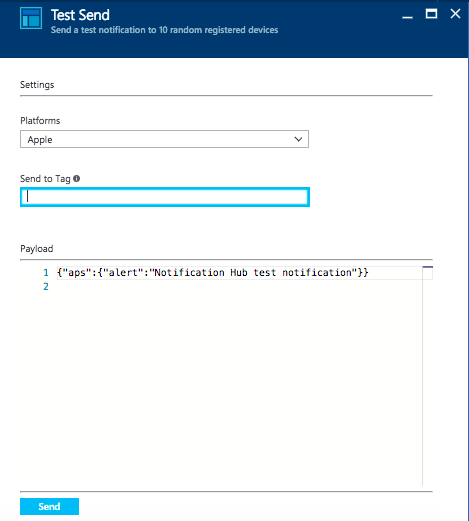 Test Send
Send a test notification to 10 random registered devices
Settings
Platforms
Apple
Send to Tag
Payload
1 {"aps":{"alert":"Notification Hub test notification"}}
2
Send